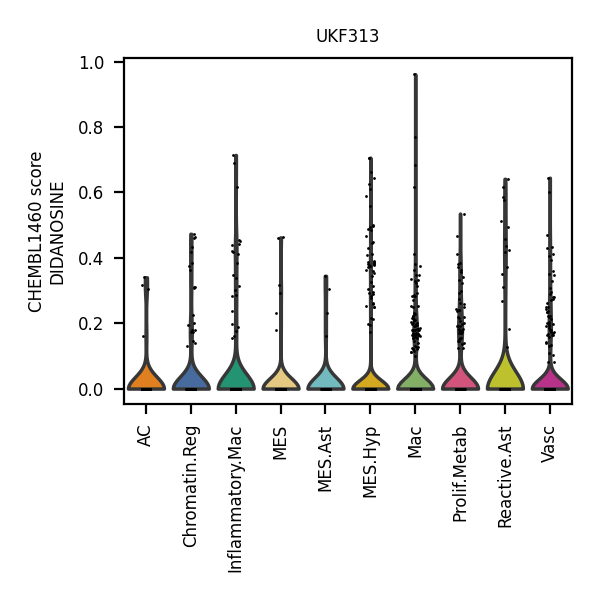 UKF313
CHEMBL1460 score
DIDANOSINE
1.0
0.8
0.6
0.4
0.2
0.0
AC
Chromatin.Reg
Inflammatory.Mac
MES
MES.Ast
MES.Hyp
Mac
Prolif.Metab
Reactive.Ast
Vasc